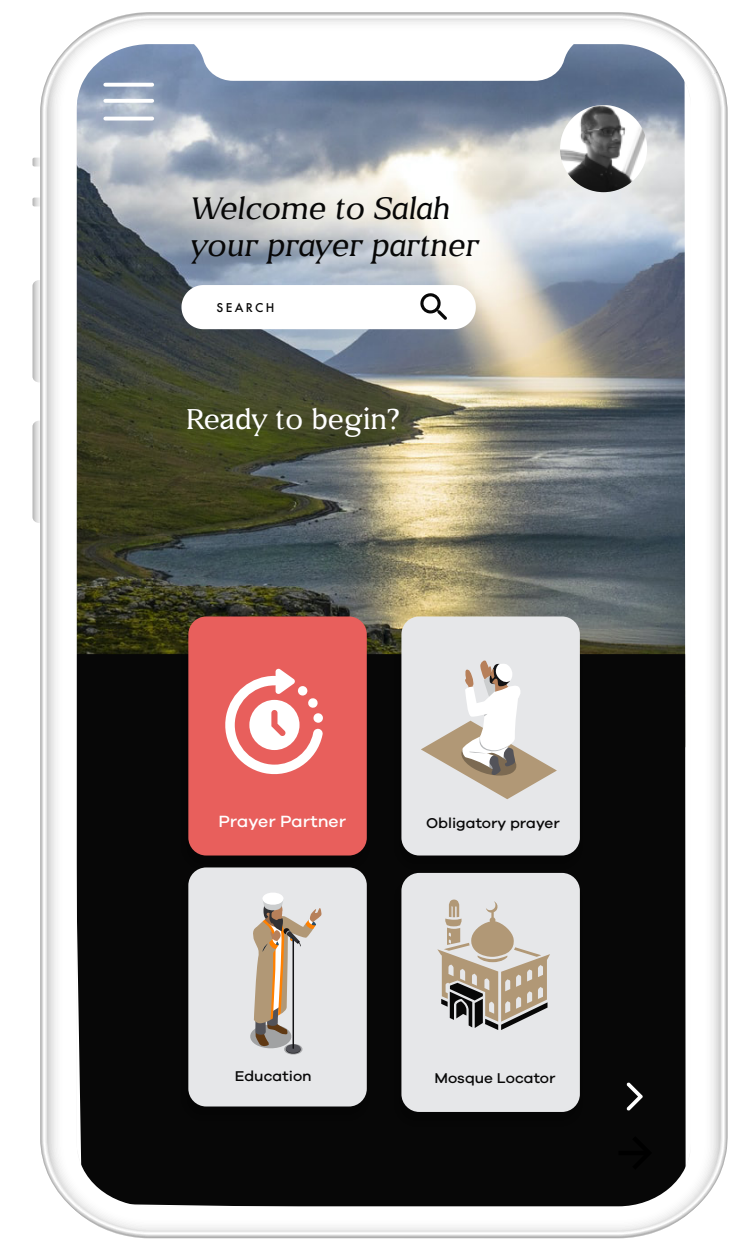 Welcome to Salah
your prayer partner
SEARCH
Ready to begin?
Prayer Partner
Obligatory prayer
Education
Mosque Locator